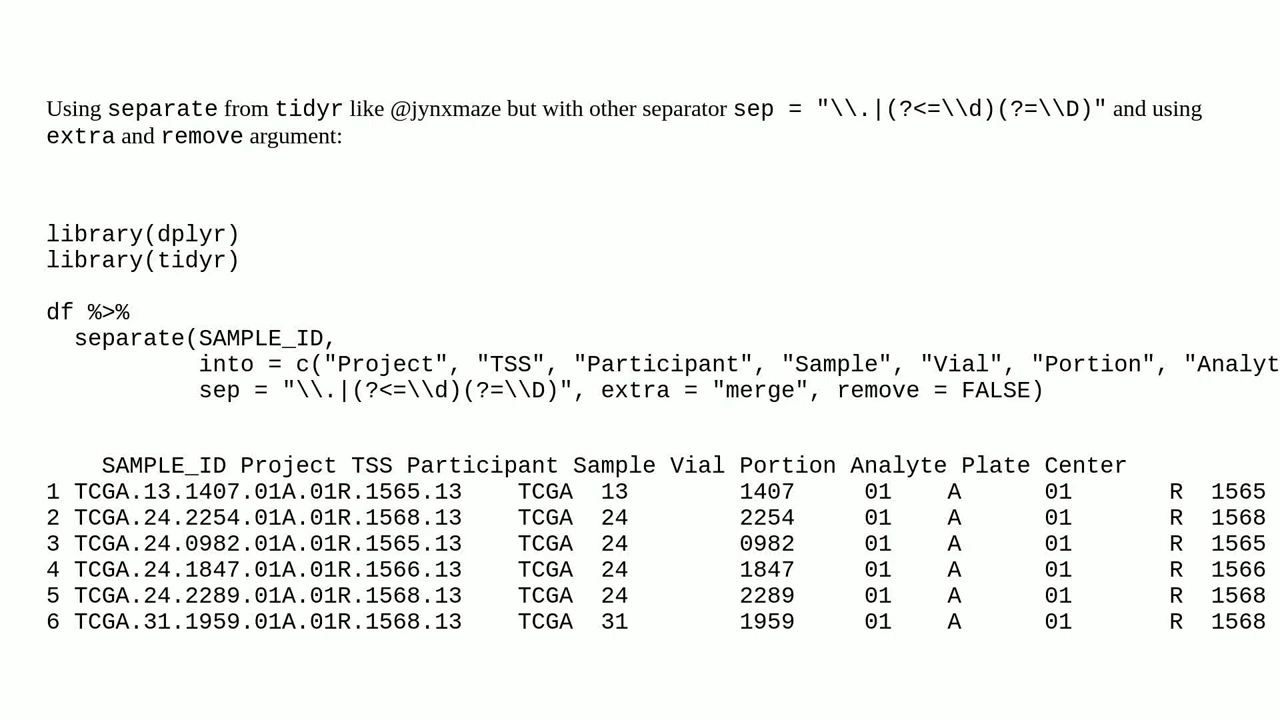 Using separate from tidyr like @jynxmaze but with other separator sep = "\\.|(?<=\\d)(?=\\D)" and using
extra and remove argument:
library(dplyr)
library(tidyr)
df %>%
  separate(SAMPLE_ID,
           into = c("Project", "TSS", "Participant", "Sample", "Vial", "Portion", "Analyt
           sep = "\\.|(?<=\\d)(?=\\D)", extra = "merge", remove = FALSE)
    SAMPLE_ID Project TSS Participant Sample Vial Portion Analyte Plate Center
1 TCGA.13.1407.01A.01R.1565.13    TCGA  13        1407     01    A      01       R  1565
2 TCGA.24.2254.01A.01R.1568.13    TCGA  24        2254     01    A      01       R  1568
3 TCGA.24.0982.01A.01R.1565.13    TCGA  24        0982     01    A      01       R  1565
4 TCGA.24.1847.01A.01R.1566.13    TCGA  24        1847     01    A      01       R  1566
5 TCGA.24.2289.01A.01R.1568.13    TCGA  24        2289     01    A      01       R  1568
6 TCGA.31.1959.01A.01R.1568.13    TCGA  31        1959     01    A      01       R  1568